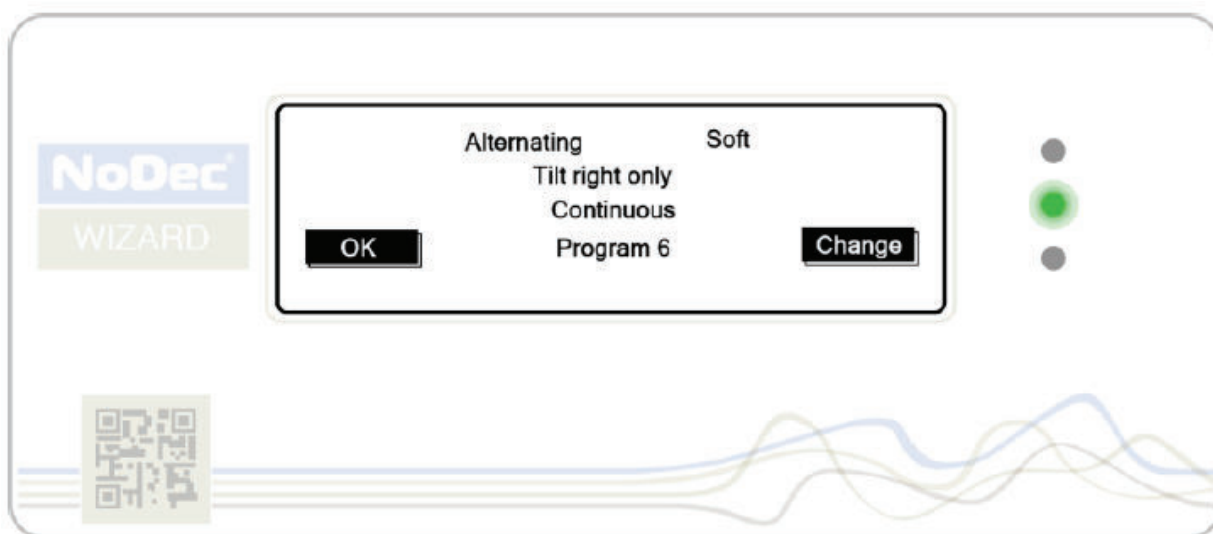 NoDec®
WIZARD
Alternating Soft
Tilt right only
Continuous
OK Program 6 Change